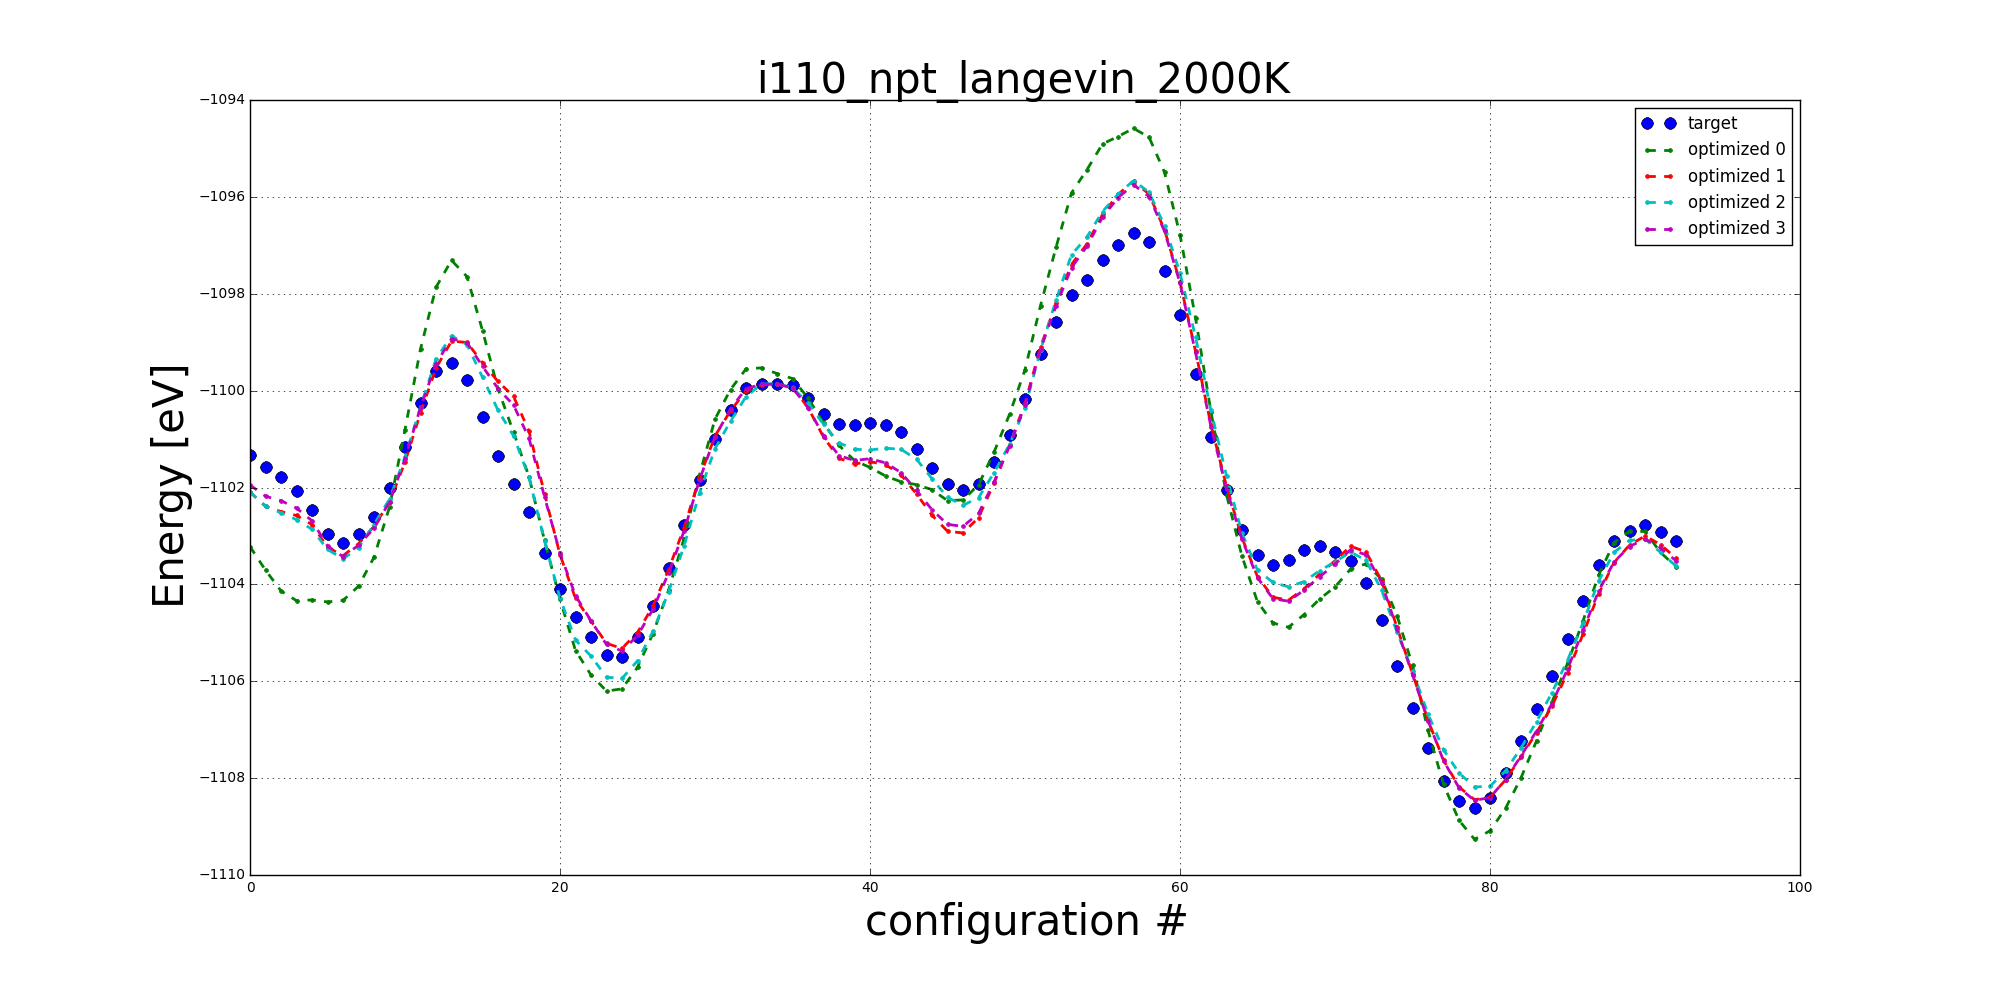 i110_npt_langevin_2000K
Energy [eV]
−1094
−1096
−1098
−1100
−1102
−1104
−1106
−1108
−1110
0 20 40 60 80 100
configuration #
target
optimized 0
optimized 1
optimized 2
optimized 3